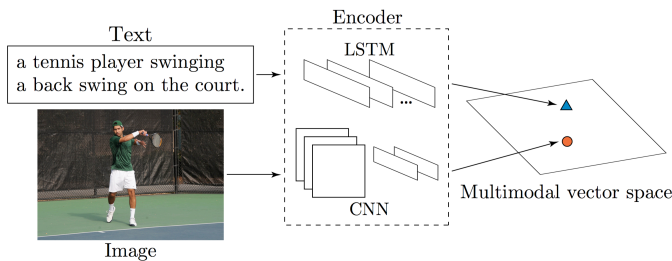 Text
a tennis player swinging
a back swing on the court.
Image
Encoder
LSTM
...
CNN
Multimodal vector space